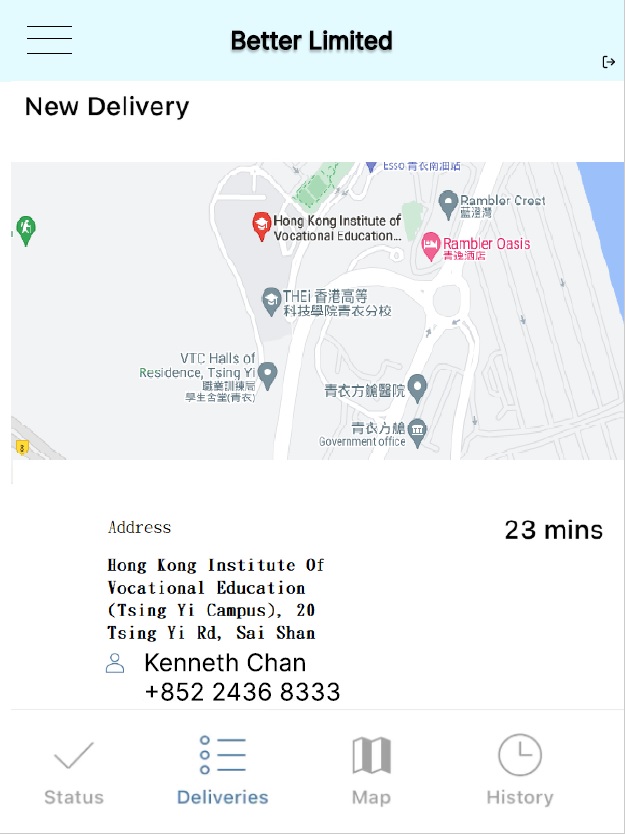 Better Limited
New Delivery
Esso 青衣南油站
Rambler Crest
藍澄灣
Hong Kong Institute of
Vocational Education...
Rambler Oasis
青逸酒店
THEi 香港高等
科技學院青衣分校
VTC Halls of
Residence, Tsing Yi
職業訓練局
學生舍堂(青衣)
青衣方艙醫院
青衣方艙
Government office
8
Address
23 mins
Hong Kong Institute Of
Vocational Education
(Tsing Yi Campus), 20
Tsing Yi Rd, Sai Shan
Kenneth Chan
+852 2436 8333
Status
Deliveries
Map
History